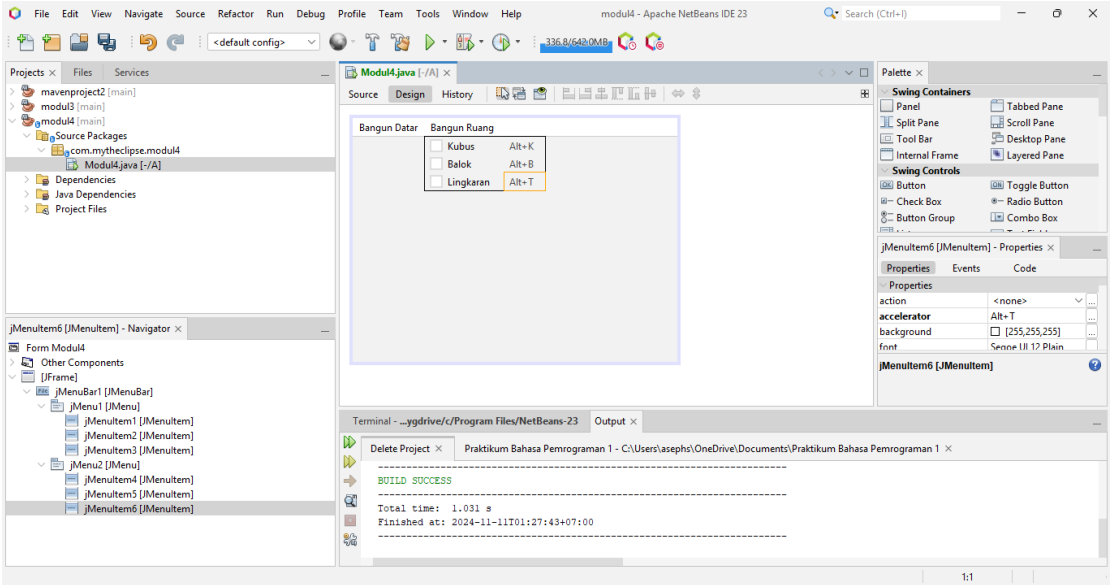 File Edit View Navigate Source Refactor Run Debug Profile Team Tools Window Help
modul4 - Apache NetBeans IDE 23
Search (Ctrl+I)
<default config>
336.8/642.0MB
Projects Files Services
mavenproject2 [main]
modul3 [main]
modul4 [main]
Source Packages
com.mytheclipse.modul4
Modul4.java [-/A]
Dependencies
Java Dependencies
Project Files
jMenuItem6 [JMenuItem] - Navigator
Form Modul4
Other Components
[JFrame]
jMenuBar1 [JMenuBar]
jMenu1 [JMenu]
jMenuItem1 [JMenuItem]
jMenuItem2 [JMenuItem]
jMenuItem3 [JMenuItem]
jMenu2 [JMenu]
jMenuItem4 [JMenuItem]
jMenuItem5 [JMenuItem]
jMenuItem6 [JMenuItem]
Modul4.java [-/A]
Source Design History
Bangun Datar Bangun Ruang
Kubus Alt+K
Balok Alt+B
Lingkaran Alt+T
Terminal - ...ygdrive/c/Program Files/NetBeans-23 Output
Delete Project Praktikum Bahasa Pemrograman 1 - C:\Users\asephs\OneDrive\Documents\Praktikum Bahasa Pemrograman 1
------------------------------------------------------------------------
BUILD SUCCESS
------------------------------------------------------------------------
Total time: 1.031 s
Finished at: 2024-11-11T01:27:43+07:00
------------------------------------------------------------------------
Palette
Swing Containers
Panel Tabbed Pane
Split Pane Scroll Pane
Tool Bar Desktop Pane
Internal Frame Layered Pane
Swing Controls
Button Toggle Button
Check Box Radio Button
Button Group Combo Box
jMenuItem6 [JMenuItem] - Properties
Properties Events Code
Properties
action <none>
accelerator Alt+T
background [255,255,255]
font Segoe UI 12 Plain
jMenuItem6 [JMenuItem]
1:1